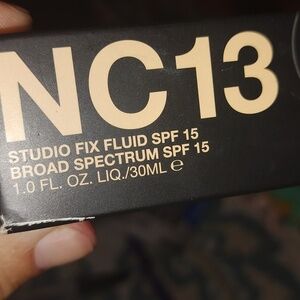 NC13
STUDIO FIX FLUID SPF 15
BROAD SPECTRUM SPF 15
1.0 FL. OZ. LIQ./30ML ℮